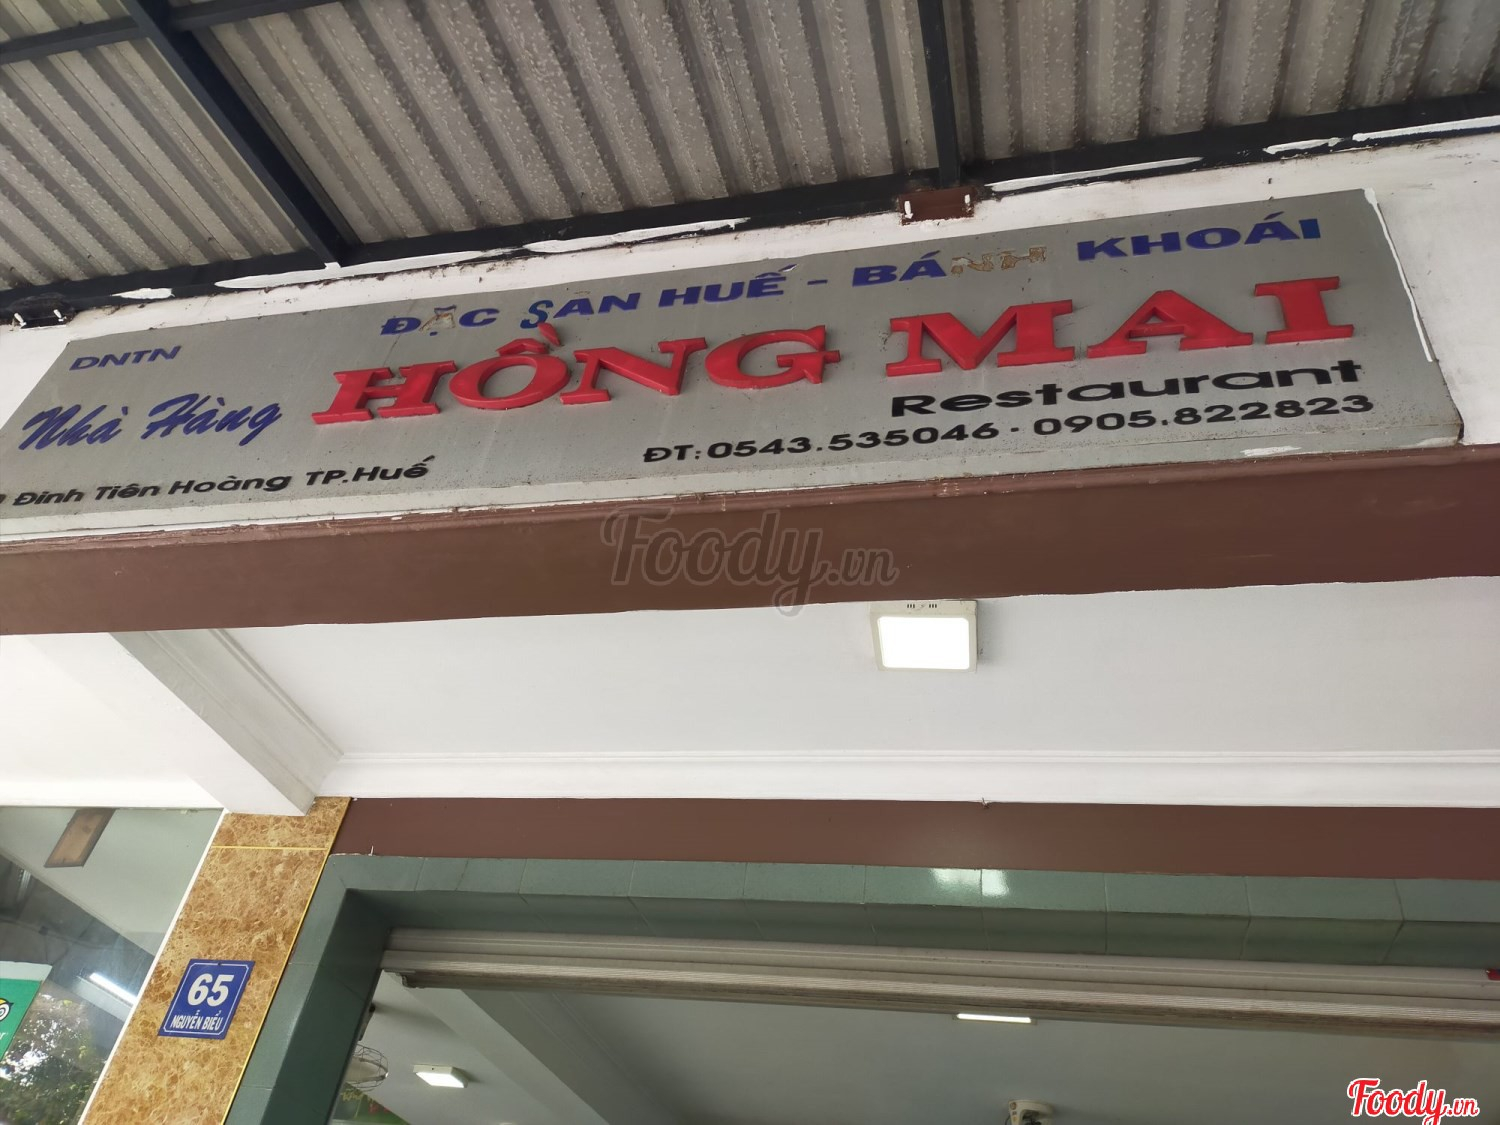 ĐẶC SẢN HUẾ - BÁNH KHOÁI
DNTN
Nhà Hàng HỒNG MAI
Restaurant
Đinh Tiên Hoàng TP.Huế
ĐT: 0543.535046 - 0905.822823
Foody.vn
65
NGUYỄN BIỂU
Foody.vn